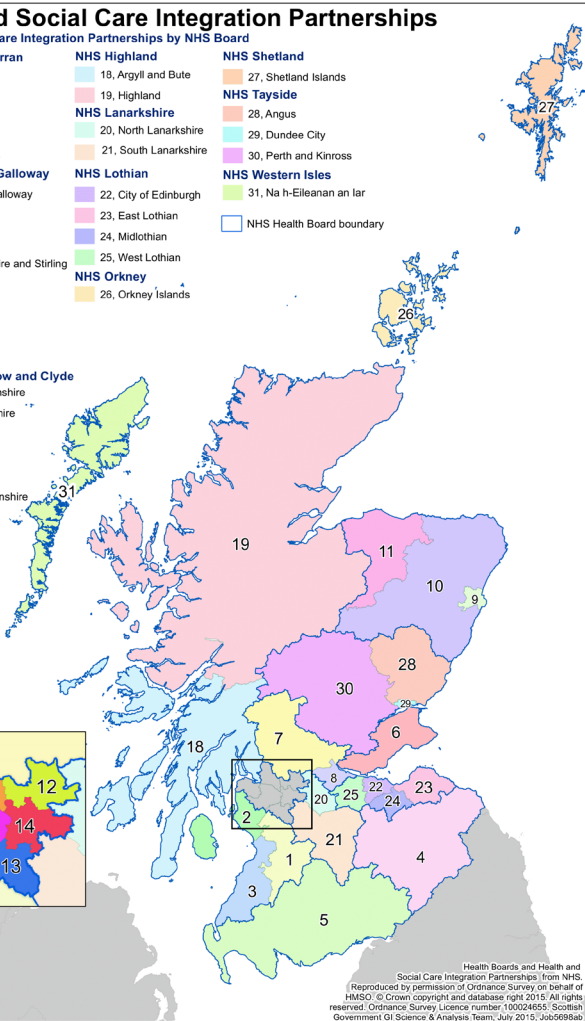 d Social Care Integration Partnerships
are Integration Partnerships by NHS Board
rran
Galloway
alloway
ire and Stirling
ow and Clyde
nshire
hire
nshire
NHS Highland
18, Argyll and Bute
19, Highland
NHS Lanarkshire
20, North Lanarkshire
21, South Lanarkshire
NHS Lothian
22, City of Edinburgh
23, East Lothian
24, Midlothian
25, West Lothian
NHS Orkney
26, Orkney Islands
NHS Shetland
27, Shetland Islands
NHS Tayside
28, Angus
29, Dundee City
30, Perth and Kinross
NHS Western Isles
31, Na h-Eileanan an Iar
NHS Health Board boundary
27
26
31
19
11
10
9
28
29
30
6
7
18
8
22
23
20
25
24
2
21
1
4
3
5
12
14
13
Health Boards and Health and
Social Care Integration Partnerships from NHS.
Reproduced by permission of Ordnance Survey on behalf of
HMSO. © Crown copyright and database right 2015. All rights
reserved. Ordnance Survey Licence number 100024655. Scottish
Government GI Science & Analysis Team, July 2015, Job5698ab